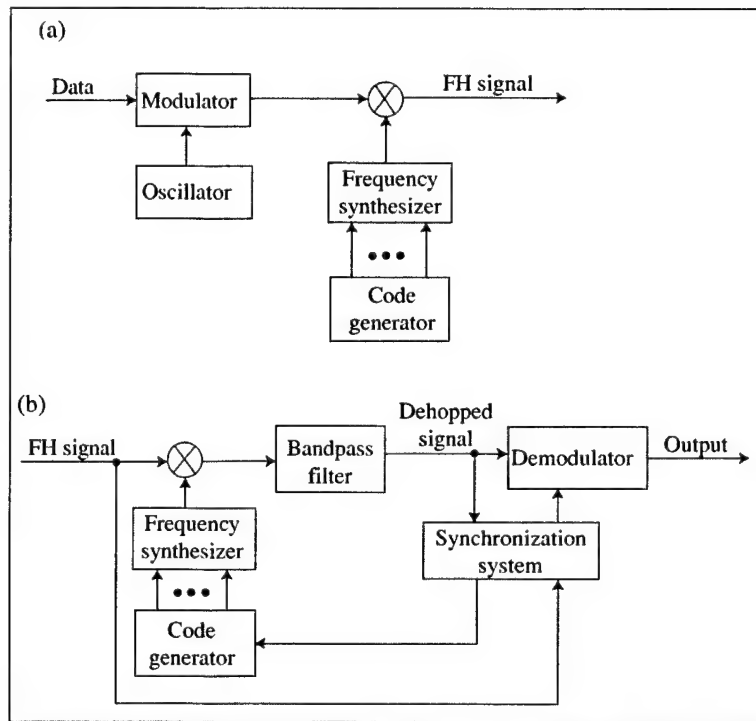 (a)
Data
Modulator
FH signal
Oscillator
Frequency
synthesizer
Code
generator
(b)
FH signal
Bandpass
filter
Dehopped
signal
Demodulator
Output
Frequency
synthesizer
Synchronization
system
Code
generator